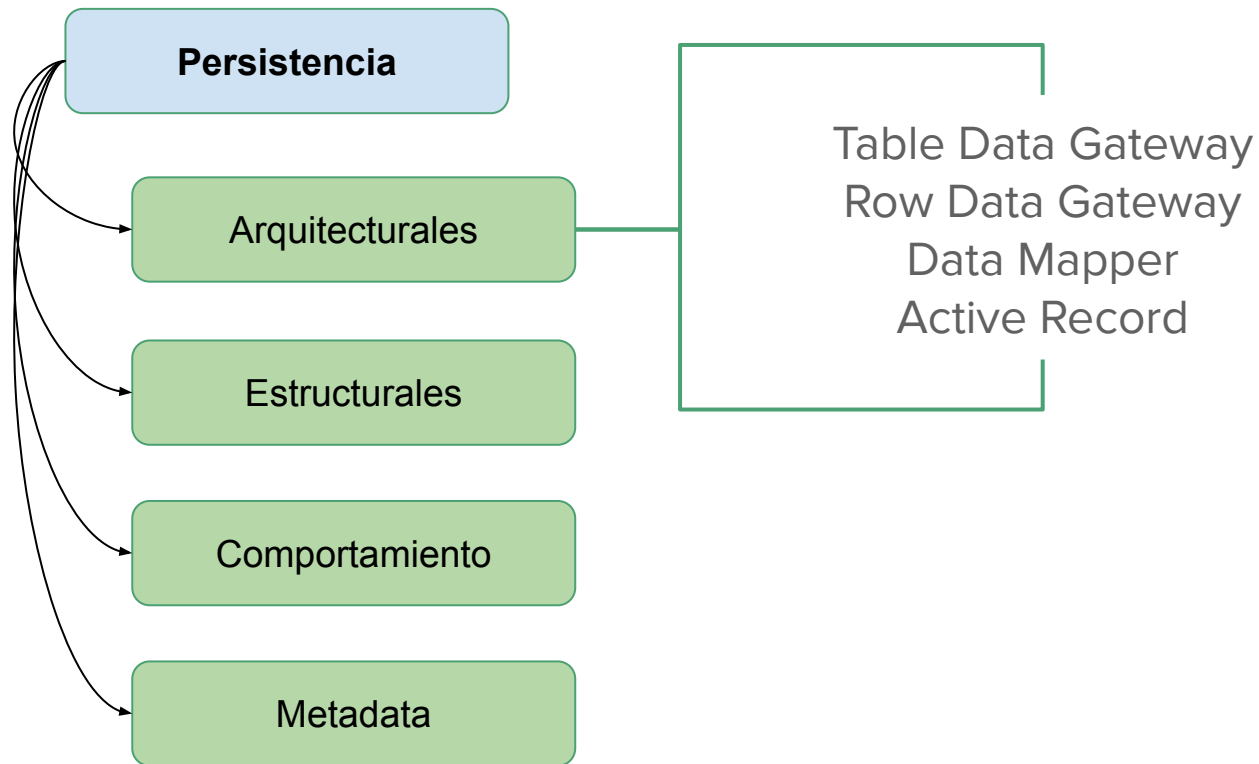 Persistencia
Arquitecturales
Table Data Gateway
Row Data Gateway
Data Mapper
Active Record
Estructurales
Comportamiento
Metadata